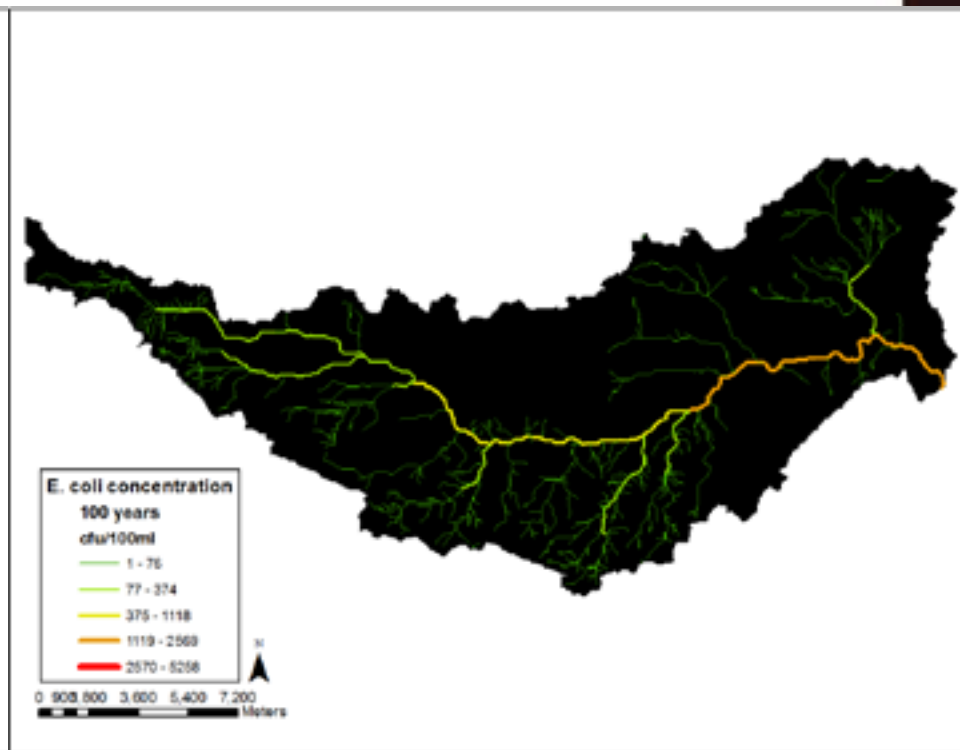 E. coli concentration
100 years
cfu/100ml
1 - 76
77 - 374
375 - 1118
1119 - 2569
2570 - 5258
N
0 900 1,800 3,600 5,400 7,200
Meters